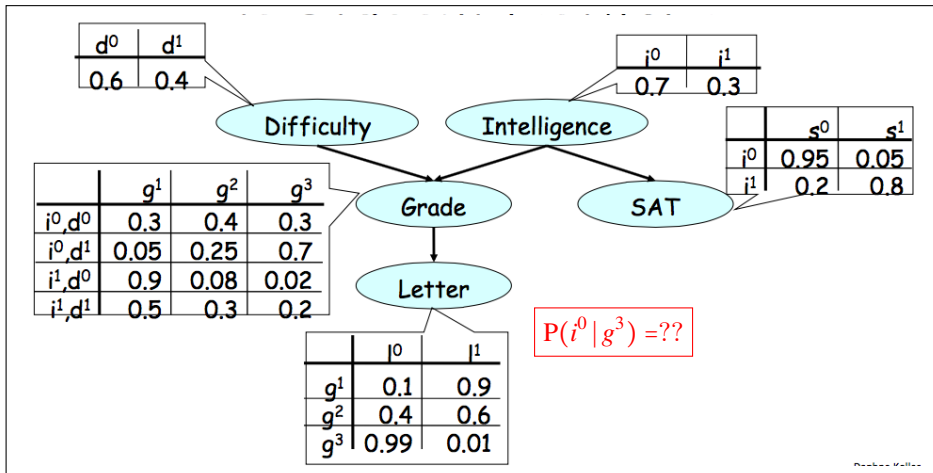 d⁰ d¹
0.6 0.4
i⁰ i¹
0.7 0.3
Difficulty
Intelligence
s⁰ s¹
i⁰ 0.95 0.05
i¹ 0.2 0.8
g¹ g² g³
i⁰,d⁰ 0.3 0.4 0.3
i⁰,d¹ 0.05 0.25 0.7
i¹,d⁰ 0.9 0.08 0.02
i¹,d¹ 0.5 0.3 0.2
Grade
SAT
Letter
P(i⁰|g³) =??
l⁰ l¹
g¹ 0.1 0.9
g² 0.4 0.6
g³ 0.99 0.01